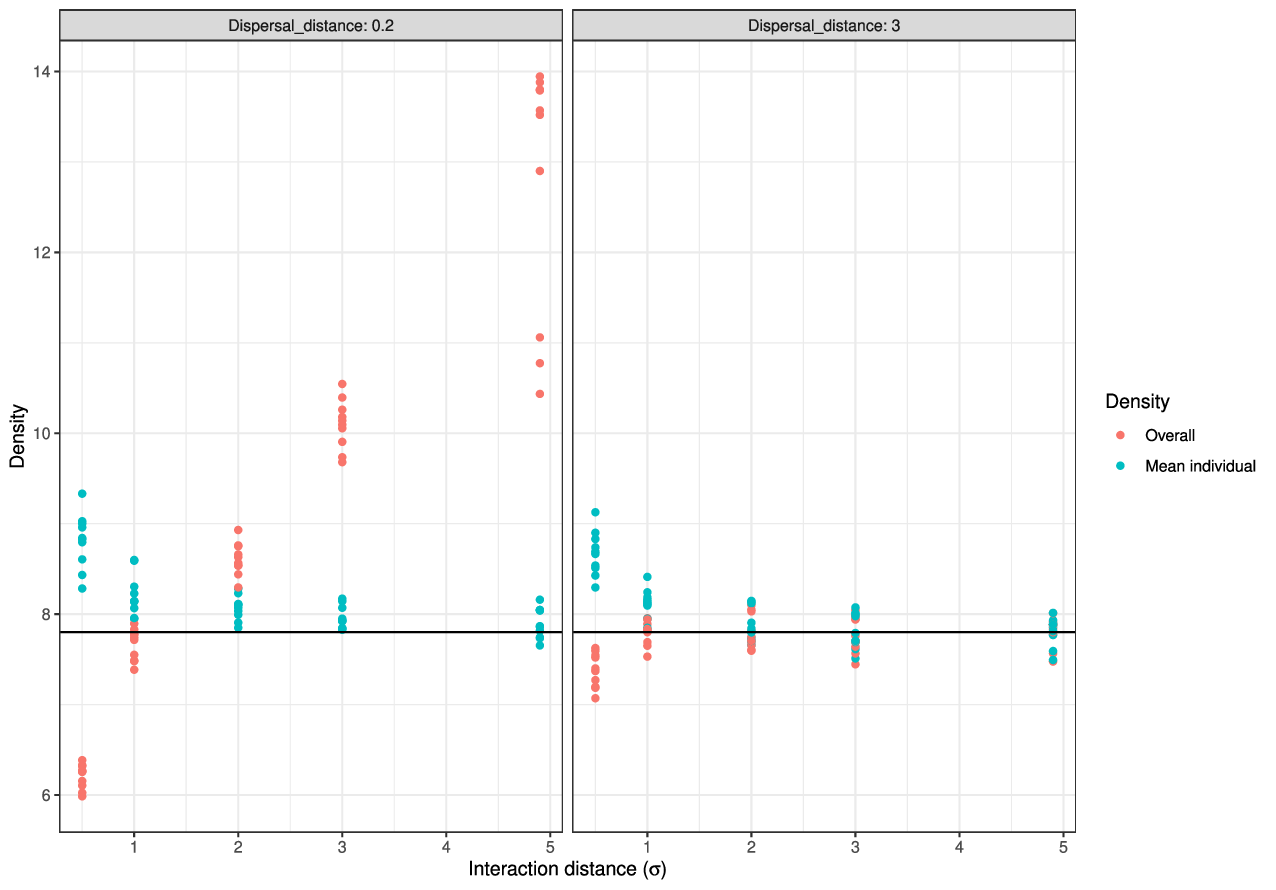 Dispersal_distance: 0.2
Dispersal_distance: 3
14
12
10
8
6
Density
1 2 3 4 5
1 2 3 4 5
Interaction distance (σ)
Density
Overall
Mean individual